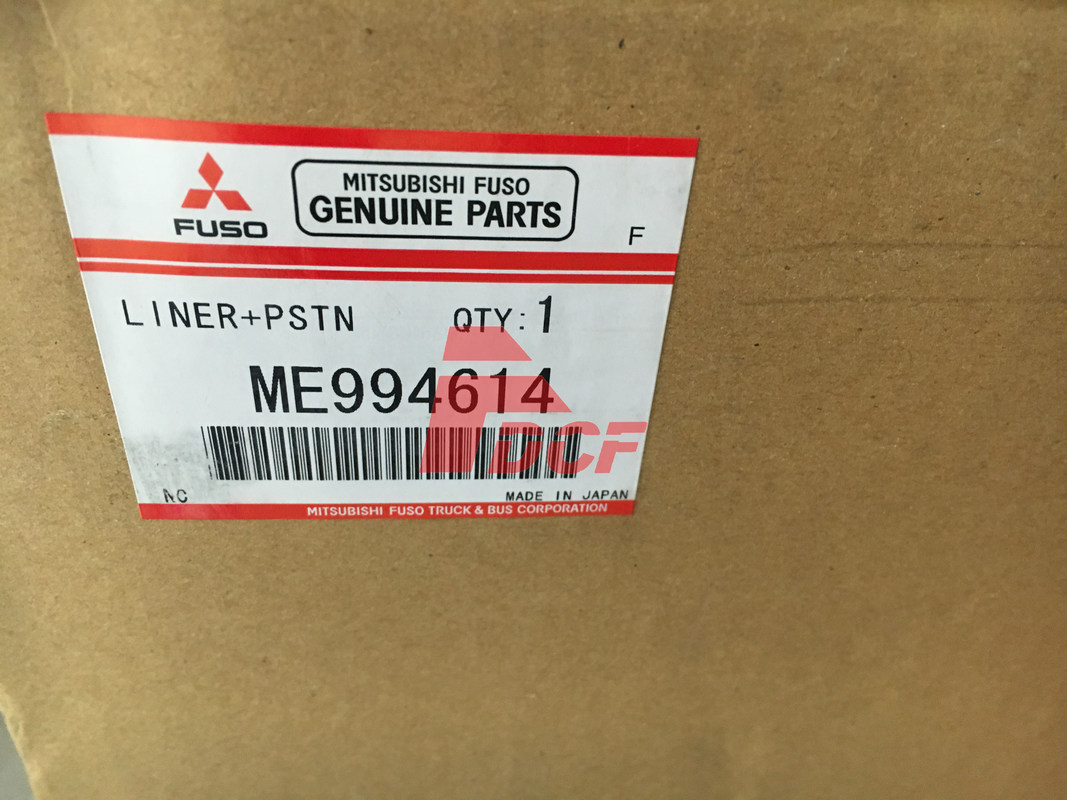 FUSO
MITSUBISHI FUSO
GENUINE PARTS
F
LINER+PSTN QTY:1
ME994614
DCF
NC MADE IN JAPAN
MITSUBISHI FUSO TRUCK & BUS CORPORATION